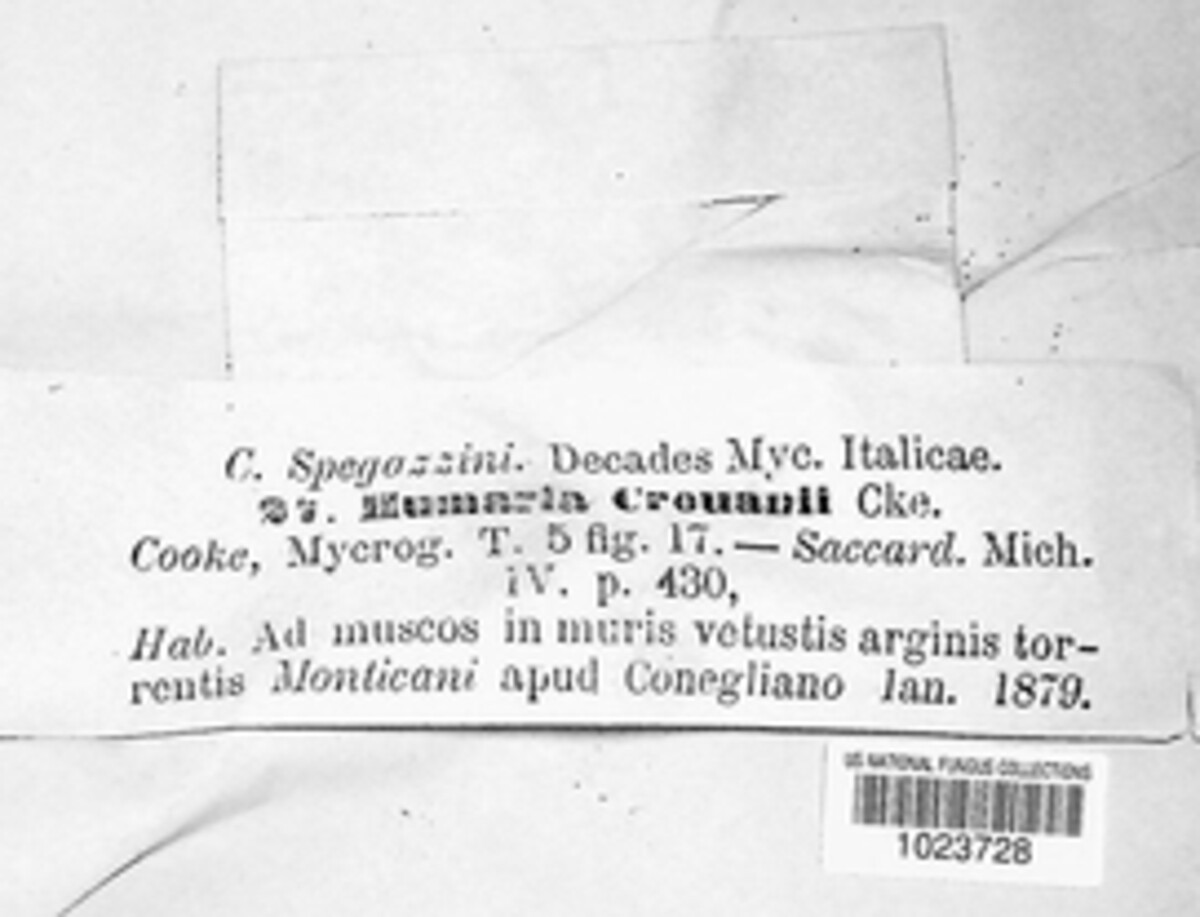 C. Spegazzini. Decades Myc. Italicae.
27. Humaria Crouanii Cke.
Cooke, Mycrog. T. 5 fig. 17. — Saccard. Mich.
iV. p. 430,
Hab. Ad muscos in muris vetustis arginis tor-
rentis Monticani apud Conegliano Ian. 1879.
US NATIONAL FUNGUS COLLECTIONS
1023728